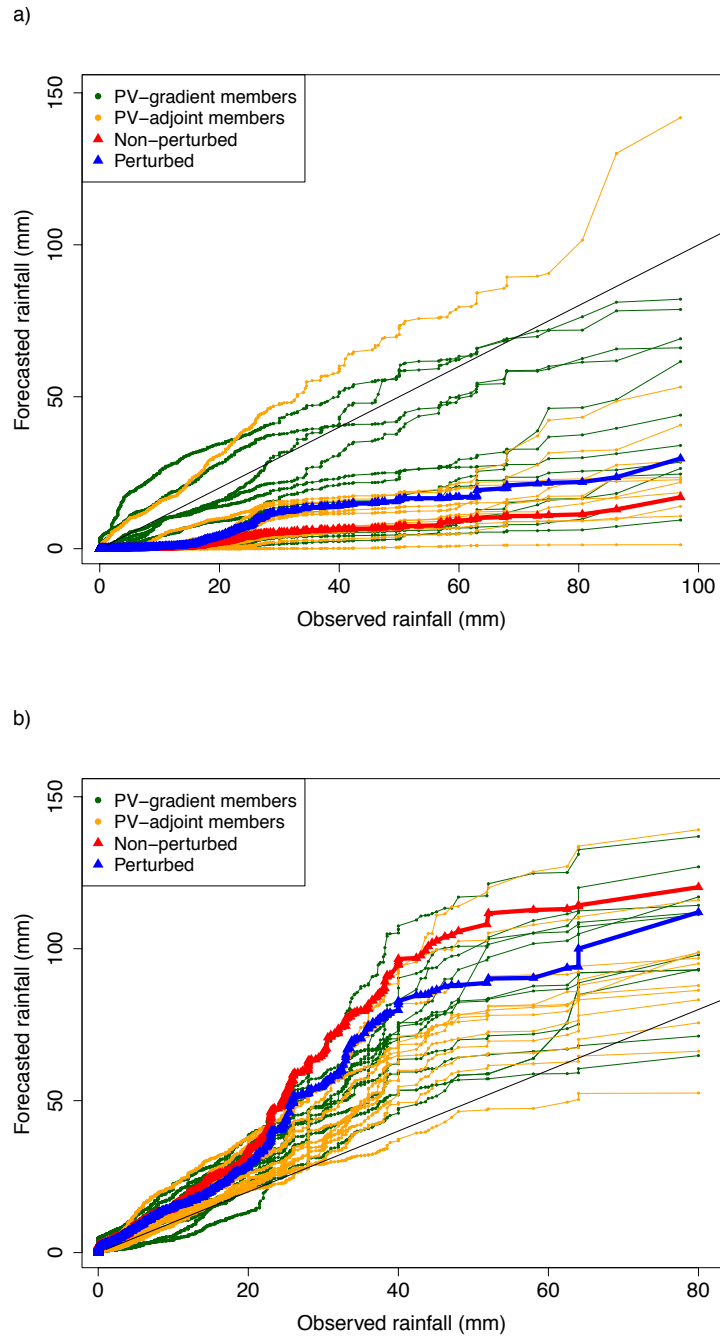 a)
150
PV-gradient members
PV-adjoint members
Non-perturbed
Perturbed
100
50
0
Forecasted rainfall (mm)
0 20 40 60 80 100
Observed rainfall (mm)
b)
150
PV-gradient members
PV-adjoint members
Non-perturbed
Perturbed
100
50
0
Forecasted rainfall (mm)
0 20 40 60 80
Observed rainfall (mm)